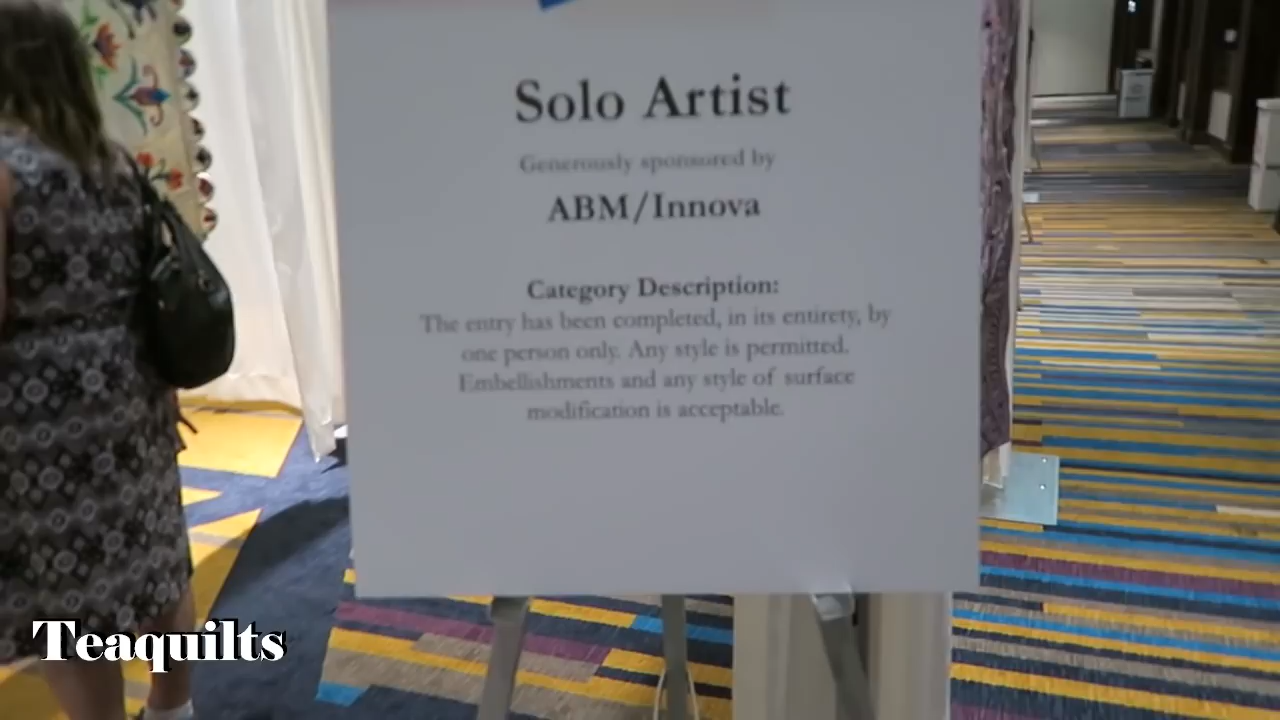 Solo Artist
Generously sponsored by
ABM/Innova
Category Description:
The entry has been completed, in its entirety, by
one person only. Any style is permitted.
Embellishments and any style of surface
modification is acceptable.
Teaquilts